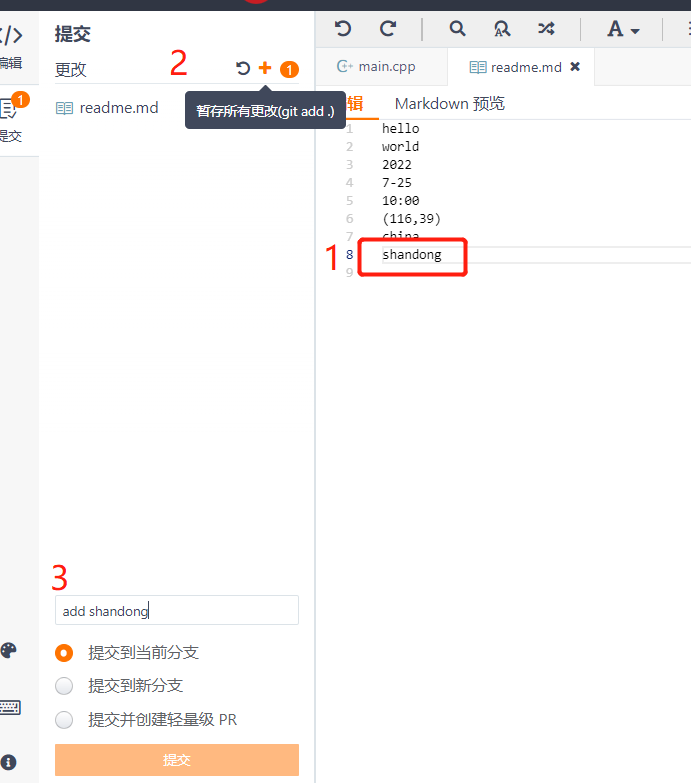 编辑
1
提交
提交
更改
2
1
readme.md
暂存所有更改(git add .)
3
add shandong
提交到当前分支
提交到新分支
提交并创建轻量级 PR
提交
A
main.cpp
readme.md
辑
Markdown 预览
1 hello
2 world
3 2022
4 7-25
5 10:00
6 (116,39)
7 china
1
8 shandong
9